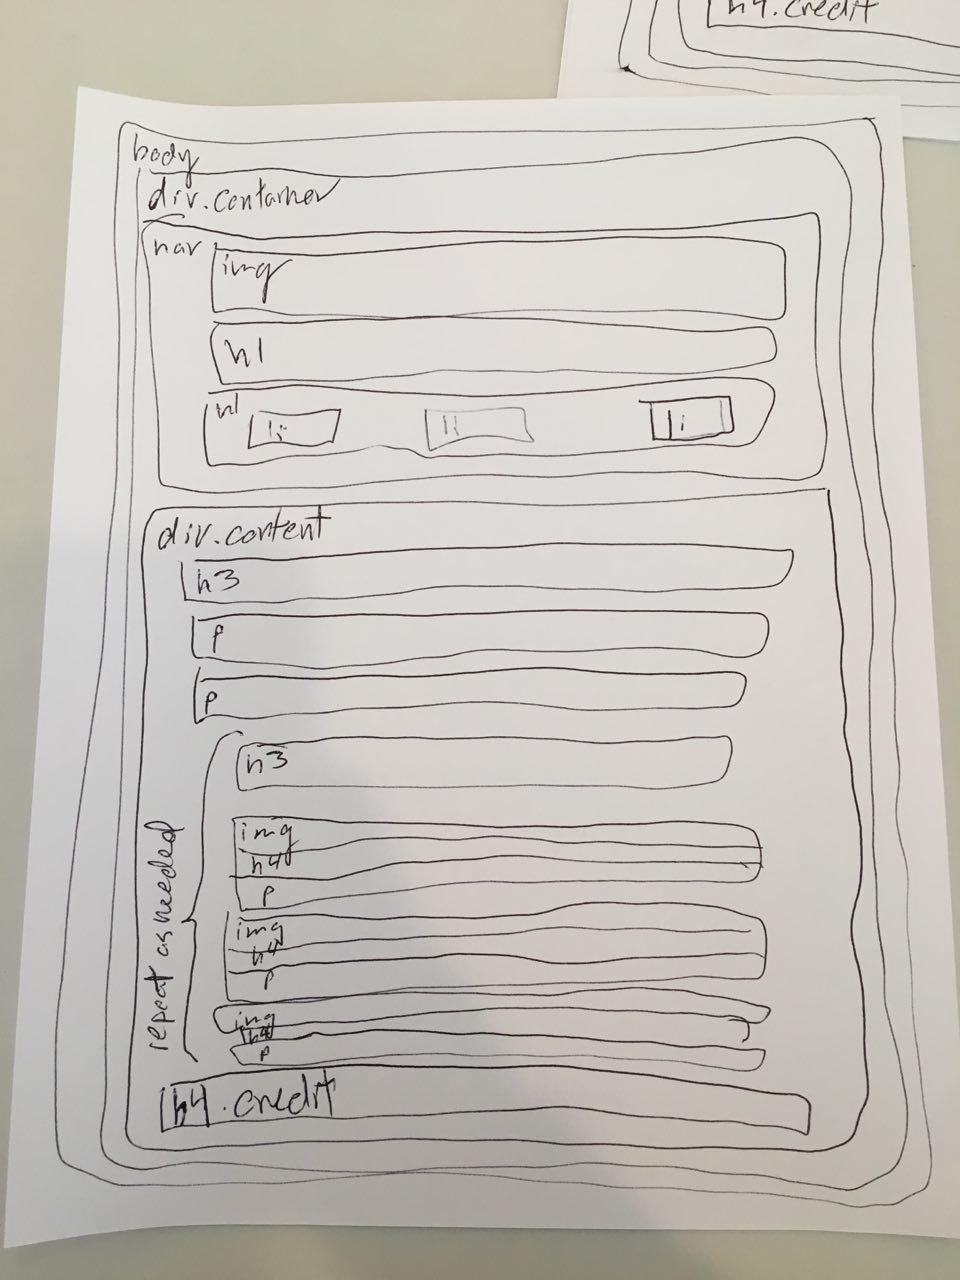 h4.credit
body
div.container
nav
img
h1
ul
li li li
div.content
h3
p
p
repeat as needed
h3
img
h4
p
img
h4
p
img
h4
p
h4.credit